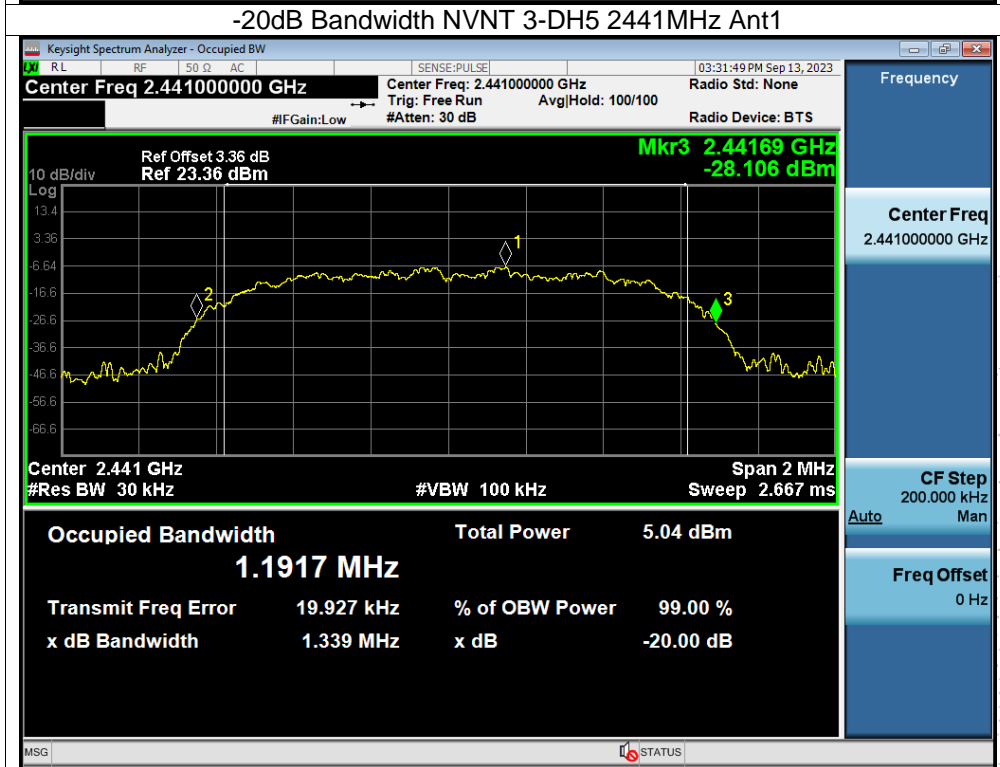 -20dB Bandwidth NVNT 3-DH5 2441MHz Ant1
Keysight Spectrum Analyzer - Occupied BW
LXI RL RF 50 Ω AC SENSE:PULSE 03:31:49 PM Sep 13, 2023
Center Freq 2.441000000 GHz
Center Freq: 2.441000000 GHz Radio Std: None
Trig: Free Run Avg|Hold: 100/100
#IFGain:Low #Atten: 30 dB Radio Device: BTS
Frequency
Mkr3 2.44169 GHz
-28.106 dBm
Ref Offset 3.36 dB
10 dB/div Ref 23.36 dBm
Log
13.4
3.36
-6.64
-16.6
-26.6
-36.6
-46.6
-56.6
-66.6
1
2
3
Center 2.441 GHz Span 2 MHz
#Res BW 30 kHz #VBW 100 kHz Sweep 2.667 ms
Center Freq
2.441000000 GHz
CF Step
200.000 kHz
Auto Man
Freq Offset
0 Hz
Occupied Bandwidth Total Power 5.04 dBm
1.1917 MHz
Transmit Freq Error 19.927 kHz % of OBW Power 99.00 %
x dB Bandwidth 1.339 MHz x dB -20.00 dB
MSG STATUS